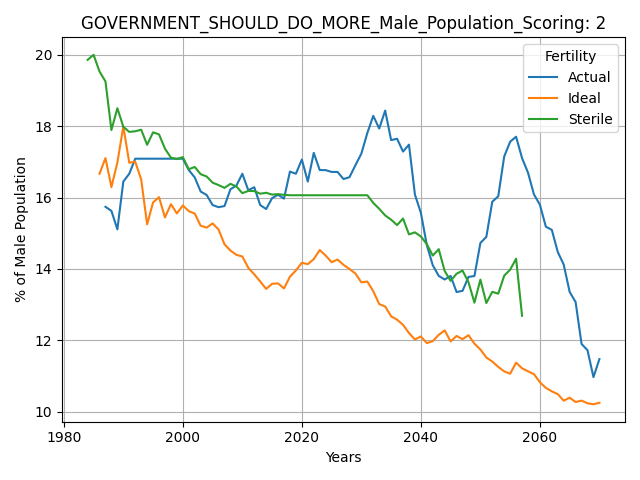 GOVERNMENT_SHOULD_DO_MORE_Male_Population_Scoring: 2
Fertility
Actual
Ideal
Sterile
% of Male Population
20
18
16
14
12
10
1980 2000 2020 2040 2060
Years